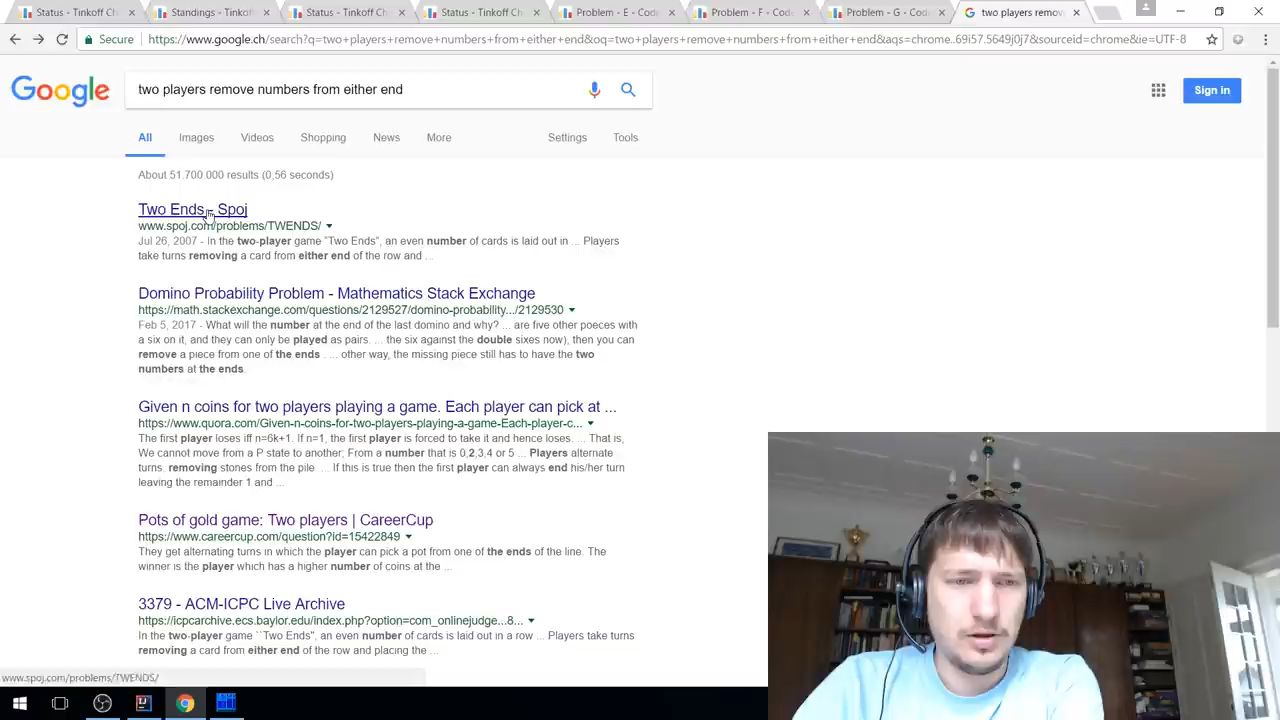 Status - Tinkoff Ch
Standings - Tinkoff
Status - Tinkoff Ch
Status - Tinkoff Ch
Problem - E - Code
Problem - F - Code
Problem - G - Code
two players remov
Secure
https://www.google.ch/search?q=two+players+remove+numbers+from+either+end&oq=two+players+remove+numbers+from+either+end&aqs=chrome..69i57.5649j0j7&sourceid=chrome&ie=UTF-8
Google
two players remove numbers from either end
Sign in
All Images Videos Shopping News More Settings Tools
About 51.700.000 results (0,56 seconds)
Two Ends - Spoj
www.spoj.com/problems/TWENDS/
Jul 26, 2007 - In the two-player game "Two Ends", an even number of cards is laid out in ... Players
take turns removing a card from either end of the row and ...
Domino Probability Problem - Mathematics Stack Exchange
https://math.stackexchange.com/questions/2129527/domino-probability.../2129530
Feb 5, 2017 - What will the number at the end of the last domino and why? ... are five other poeces with
a six on it, and they can only be played as pairs. ... the six against the double sixes now), then you can
remove a piece from one of the ends . ... other way, the missing piece still has to have the two
numbers at the ends.
Given n coins for two players playing a game. Each player can pick at ...
https://www.quora.com/Given-n-coins-for-two-players-playing-a-game-Each-player-c...
The first player loses iff n=6k+1. If n=1, the first player is forced to take it and hence loses. ... That is,
We cannot move from a P state to another; From a number that is 0,2,3,4 or 5 ... Players alternate
turns. removing stones from the pile. ... If this is true then the first player can always end his/her turn
leaving the remainder 1 and ...
Pots of gold game: Two players | CareerCup
https://www.careercup.com/question?id=15422849
They get alternating turns in which the player can pick a pot from one of the ends of the line. The
winner is the player which has a higher number of coins at the ...
3379 - ACM-ICPC Live Archive
https://icpcarchive.ecs.baylor.edu/index.php?option=com_onlinejudge...8...
In the two-player game ``Two Ends'', an even number of cards is laid out in a row ... Players take turns
removing a card from either end of the row and placing the ...
www.spoj.com/problems/TWENDS/